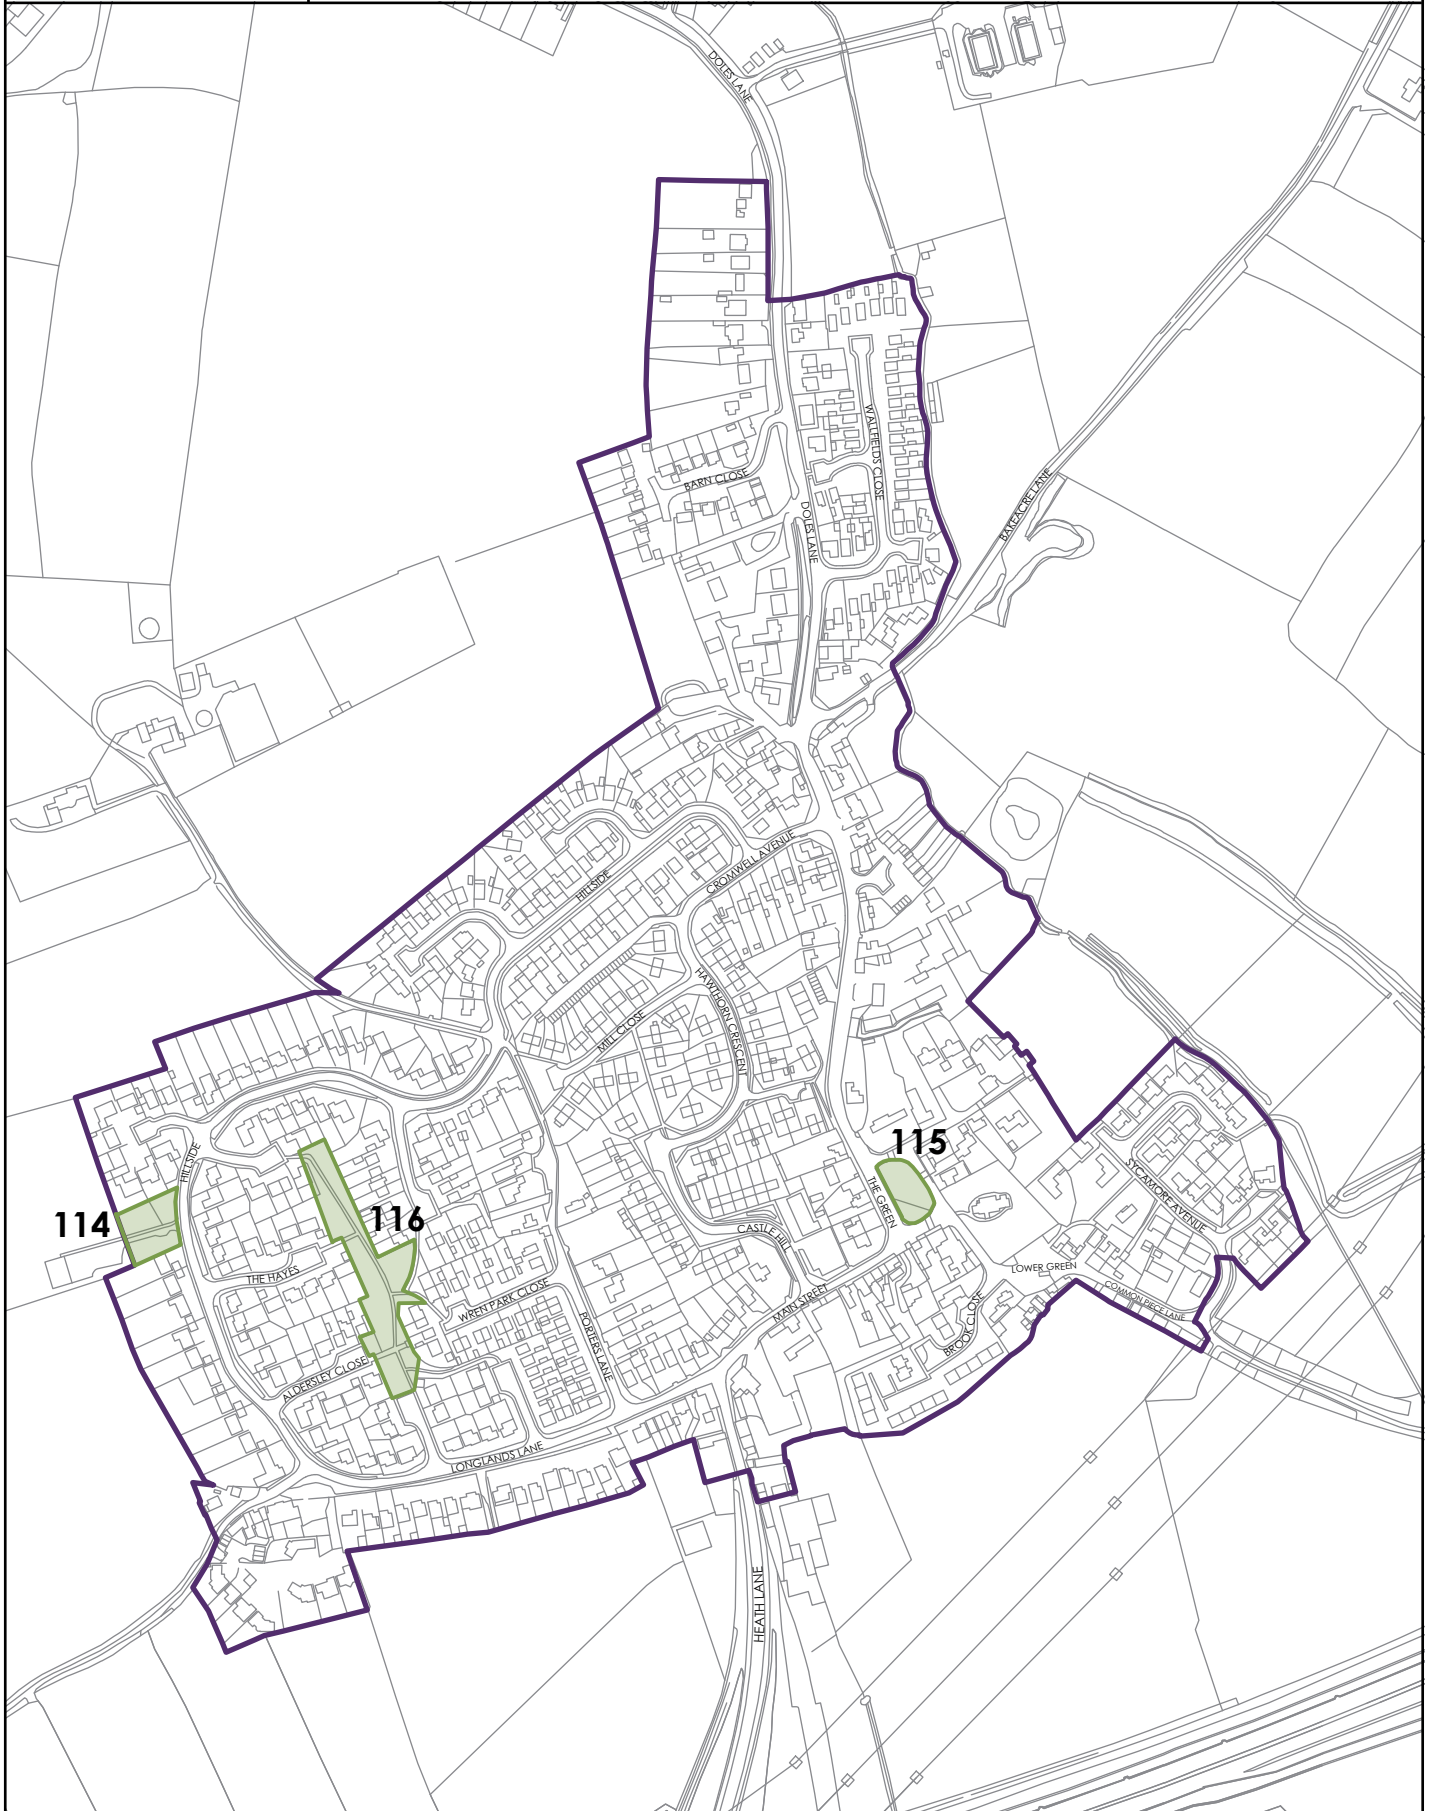 DOLES LANE
WALLFIELDS CLOSE
BARN CLOSE
BAKEACRE LANE
DOLES LANE
CROMWELL AVENUE
HILLSIDE
HAWTHORN CRESCENT
MILL CLOSE
115
HILLSIDE
SYCAMORE AVENUE
THE GREEN
114
116
CASTLE HILL
LOWER GREEN
THE HAYES
COMMON PIECE LANE
WREN PARK CLOSE
MAIN STREET
BROOK CLOSE
PORTERS LANE
ALDERSLEY CLOSE
LONGLANDS LANE
HEATH LANE